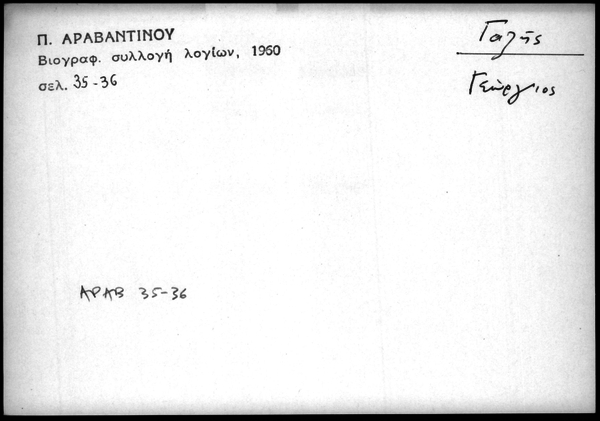 Π. ΑΡΑΒΑΝΤΙΝΟΥ
Βιογραφ. συλλογή λογίων, 1960
σελ. 35-36
Γαζής
Γεώργιος
ΑΡΑΒ 35-36